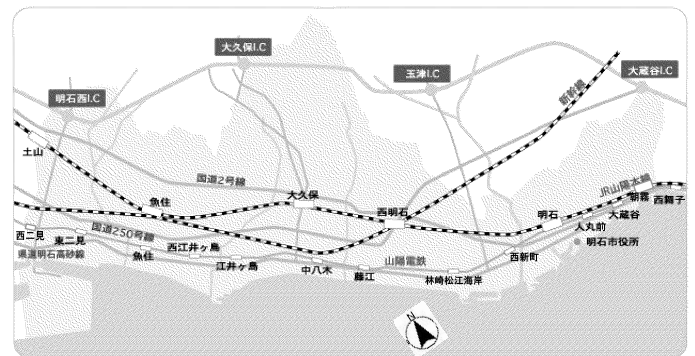 大久保I.C
玉津I.C
大蔵谷I.C
明石西I.C
新幹線
土山
国道2号線
魚住
大久保
西明石
明石
JR山陽本線
朝霧
西舞子
大蔵谷
人丸前
明石市役所
西二見
東二見
国道250号線
県道明石高砂線
魚住
西江井ヶ島
江井ヶ島
中八木
山陽電鉄
藤江
林崎松江海岸
西新町
N